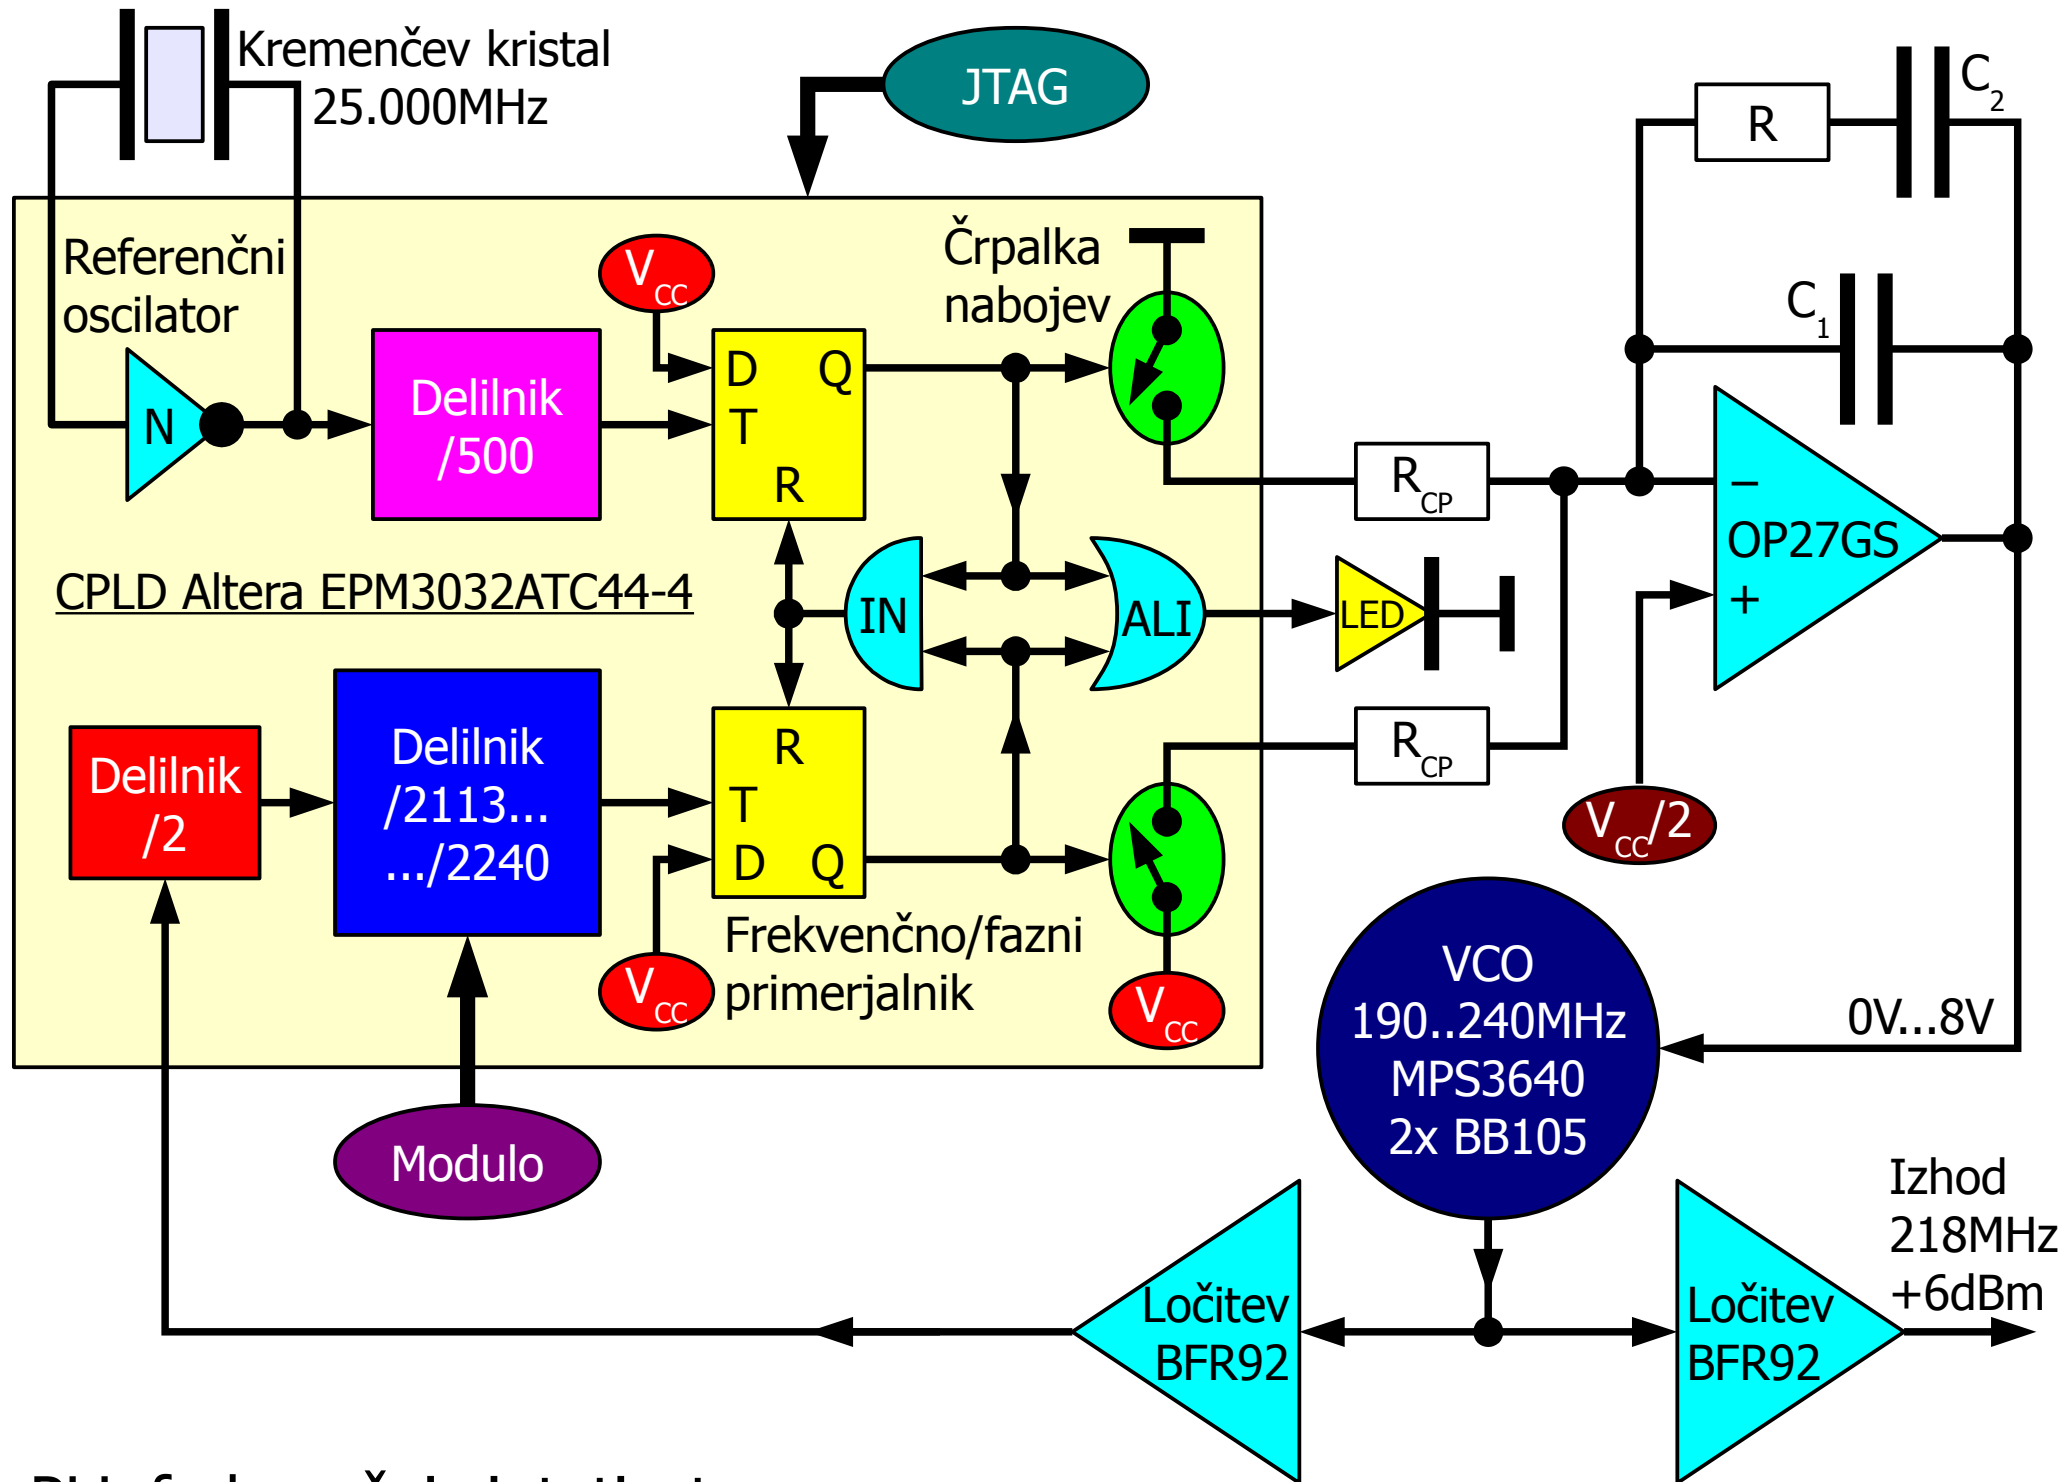 Kremenčev kristal
25.000MHz
JTAG
R
C2
Referenčni
oscilator
N
Delilnik
/500
VCC
D Q
T
R
Črpalka
nabojev
C1
RCP
−
OP27GS
+
CPLD Altera EPM3032ATC44-4
IN
ALI
LED
Delilnik
/2
Delilnik
/2113...
.../2240
R
T
D Q
VCC
Frekvenčno/fazni
primerjalnik
VCC
RCP
VCC/2
VCO
190..240MHz
MPS3640
2x BB105
0V...8V
Modulo
Ločitev
BFR92
Ločitev
BFR92
Izhod
218MHz
+6dBm